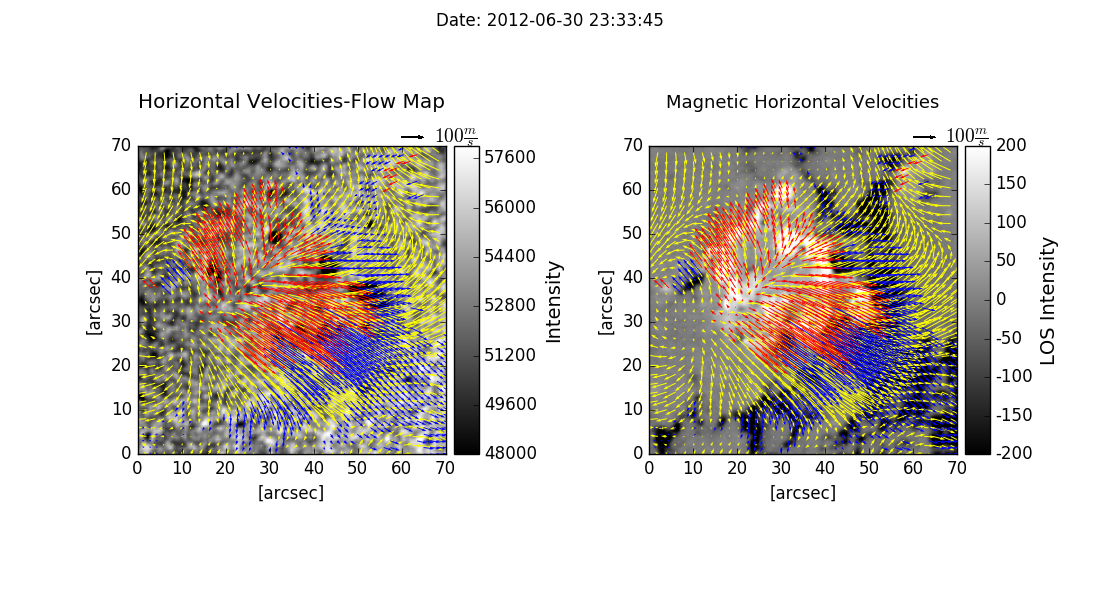 Date: 2012-06-30 23:33:45
Horizontal Velocities-Flow Map
100 m/s
70
60
50
40
30
20
10
0
0 10 20 30 40 50 60 70
[arcsec]
[arcsec]
57600
56000
54400
52800
51200
49600
48000
Intensity
Magnetic Horizontal Velocities
100 m/s
70
60
50
40
30
20
10
0
0 10 20 30 40 50 60 70
[arcsec]
[arcsec]
200
150
100
50
0
-50
-100
-150
-200
LOS Intensity